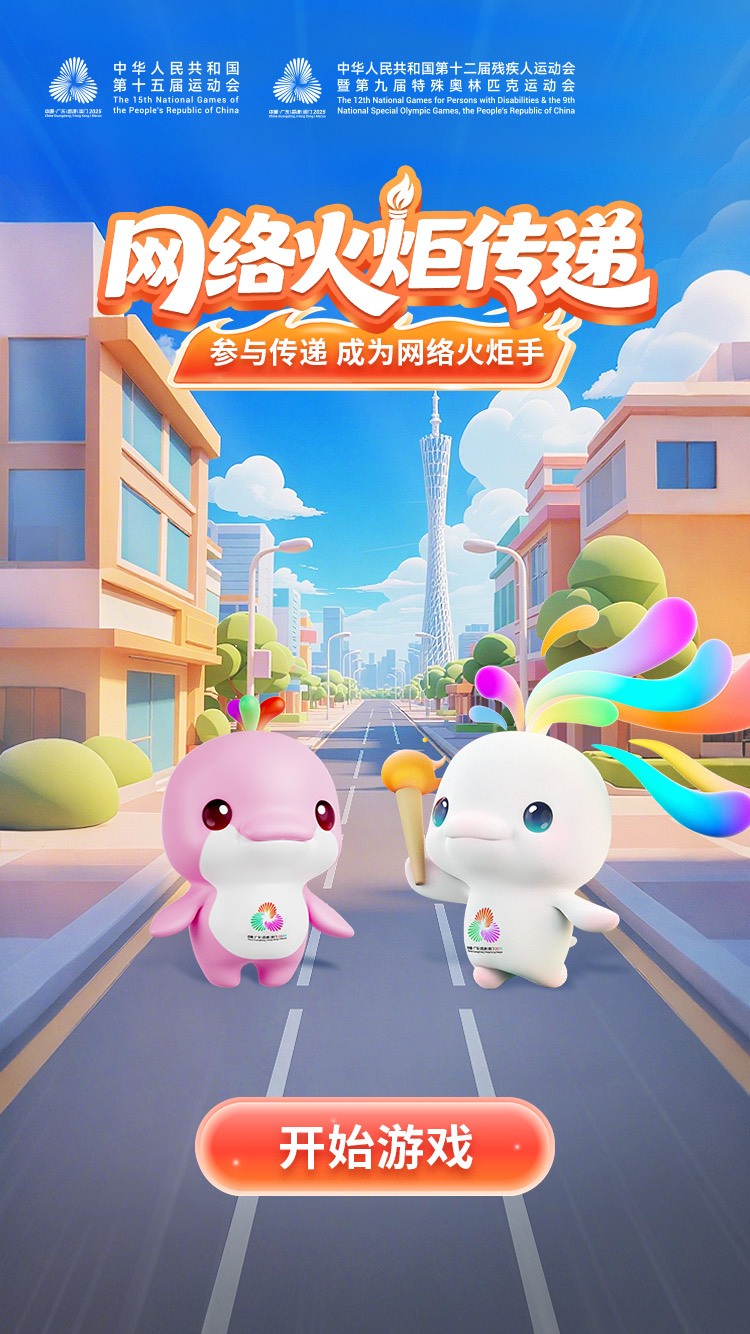 中华人民共和国
第十五届运动会
The 15th National Games of
the People's Republic of China
中华人民共和国第十二届残疾人运动会
暨第九届特殊奥林匹克运动会
The 12th National Games for Persons with Disabilities & the 9th
National Special Olympic Games, the People's Republic of China
网络火炬传递
参与传递 成为网络火炬手
开始游戏